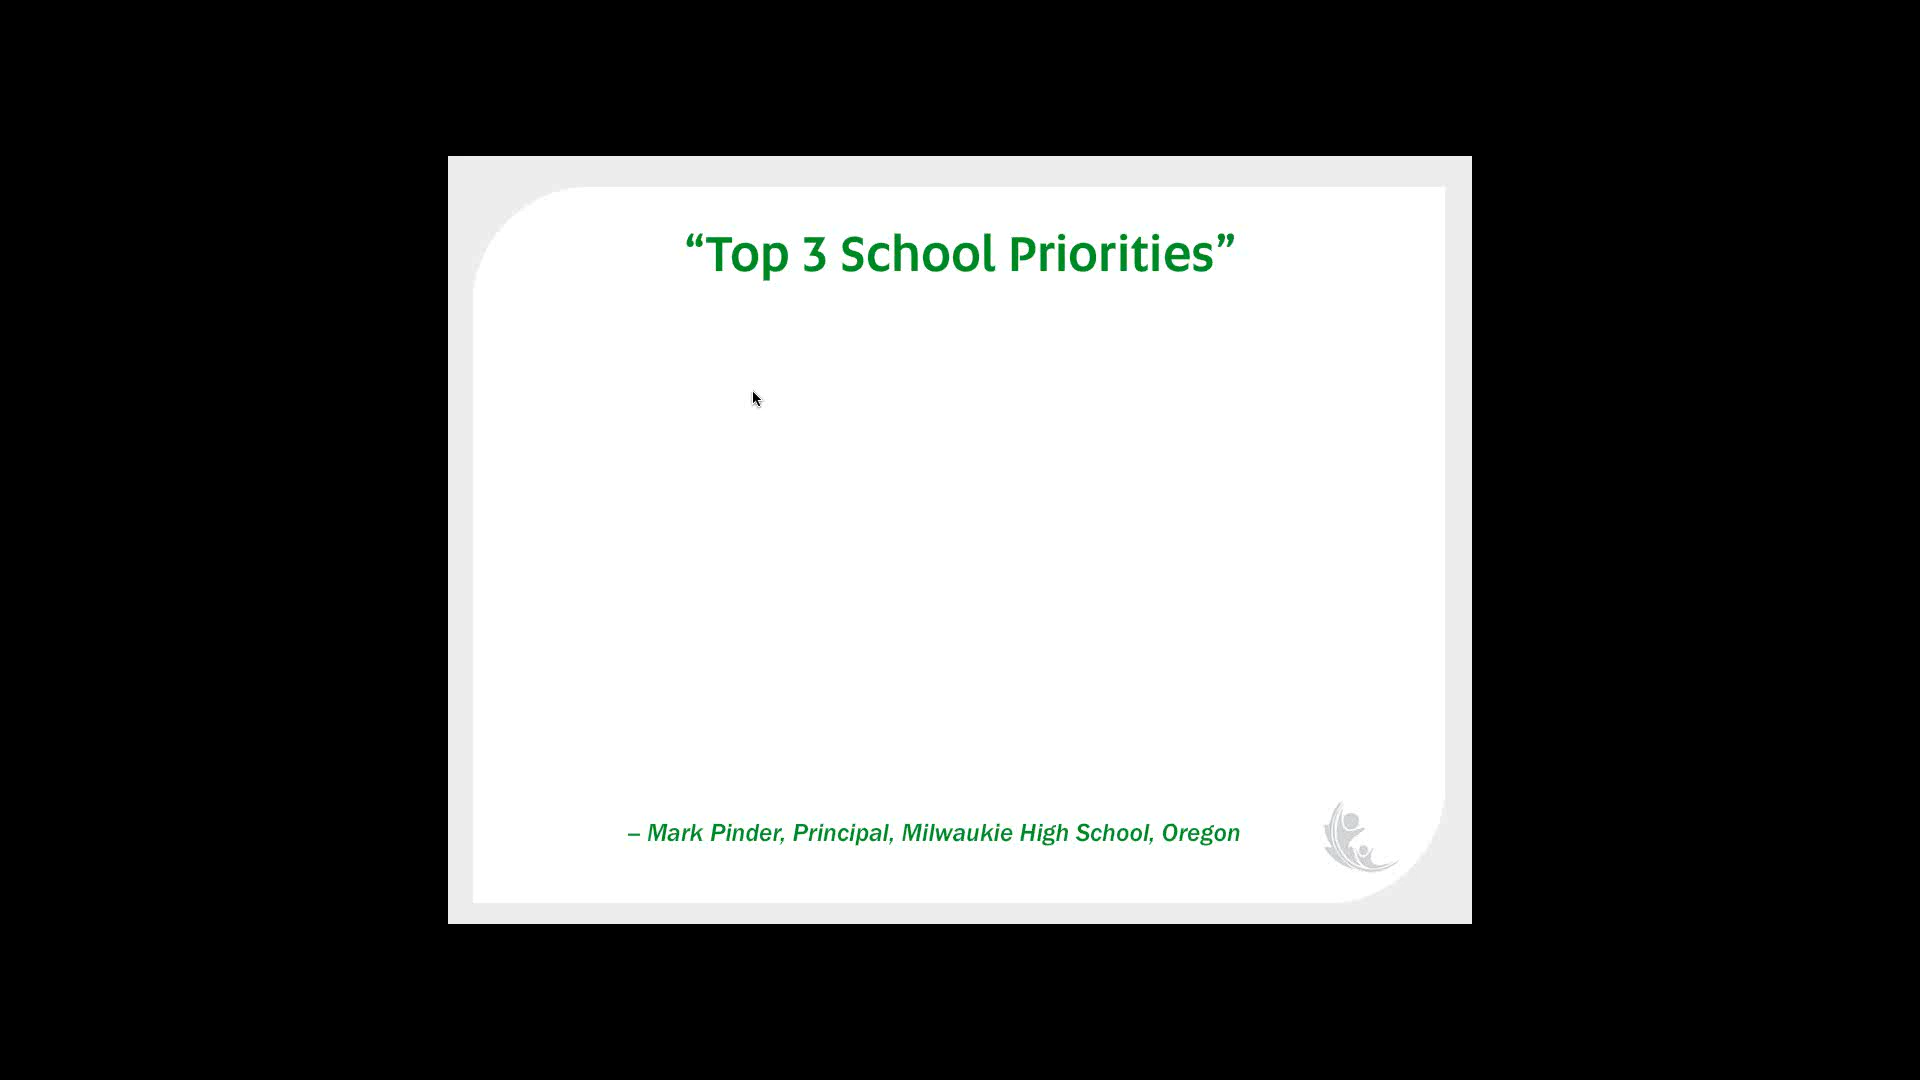 “Top 3 School Priorities”
– Mark Pinder, Principal, Milwaukie High School, Oregon